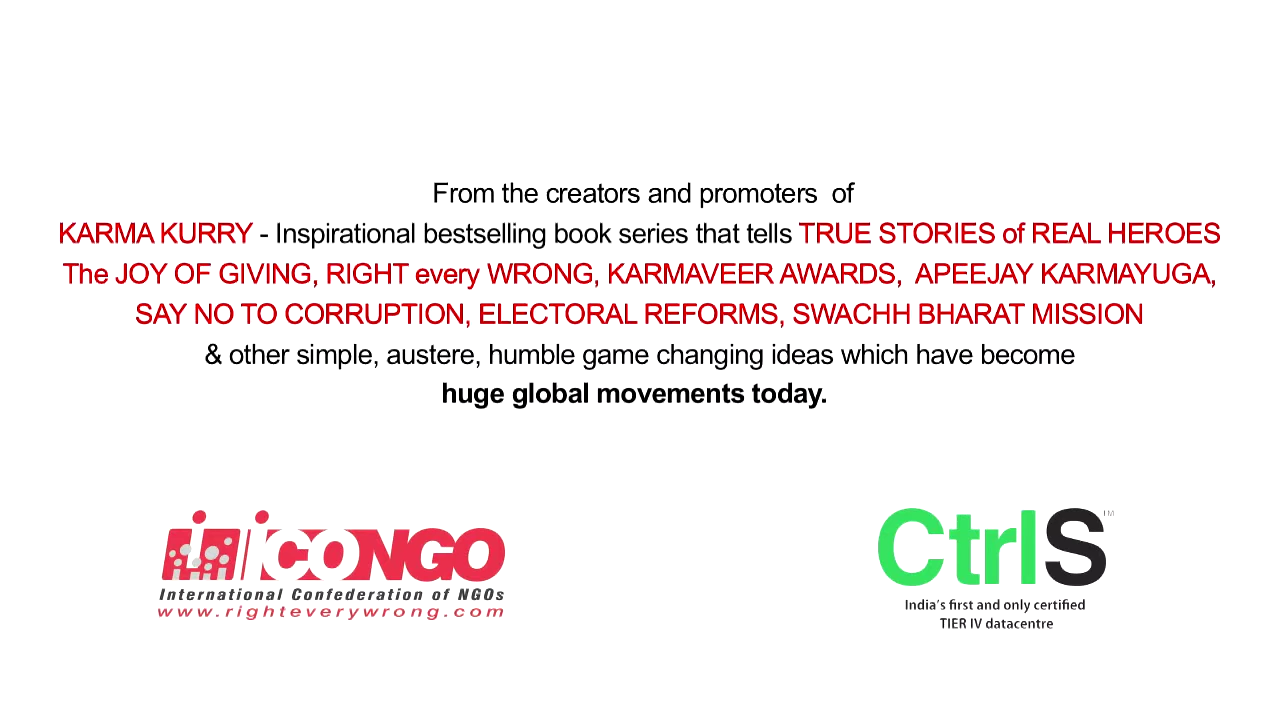 From the creators and promoters  of
KARMA KURRY - Inspirational bestselling book series that tells TRUE STORIES of REAL HEROES
The JOY OF GIVING, RIGHT every WRONG, KARMAVEER AWARDS,  APEEJAY KARMAYUGA,
SAY NO TO CORRUPTION, ELECTORAL REFORMS, SWACHH BHARAT MISSION
& other simple, austere, humble game changing ideas which have become
huge global movements today.
iCONGO
International Confederation of NGOs
www.righteverywrong.com
CtrlS™
India's first and only certified
TIER IV datacentre